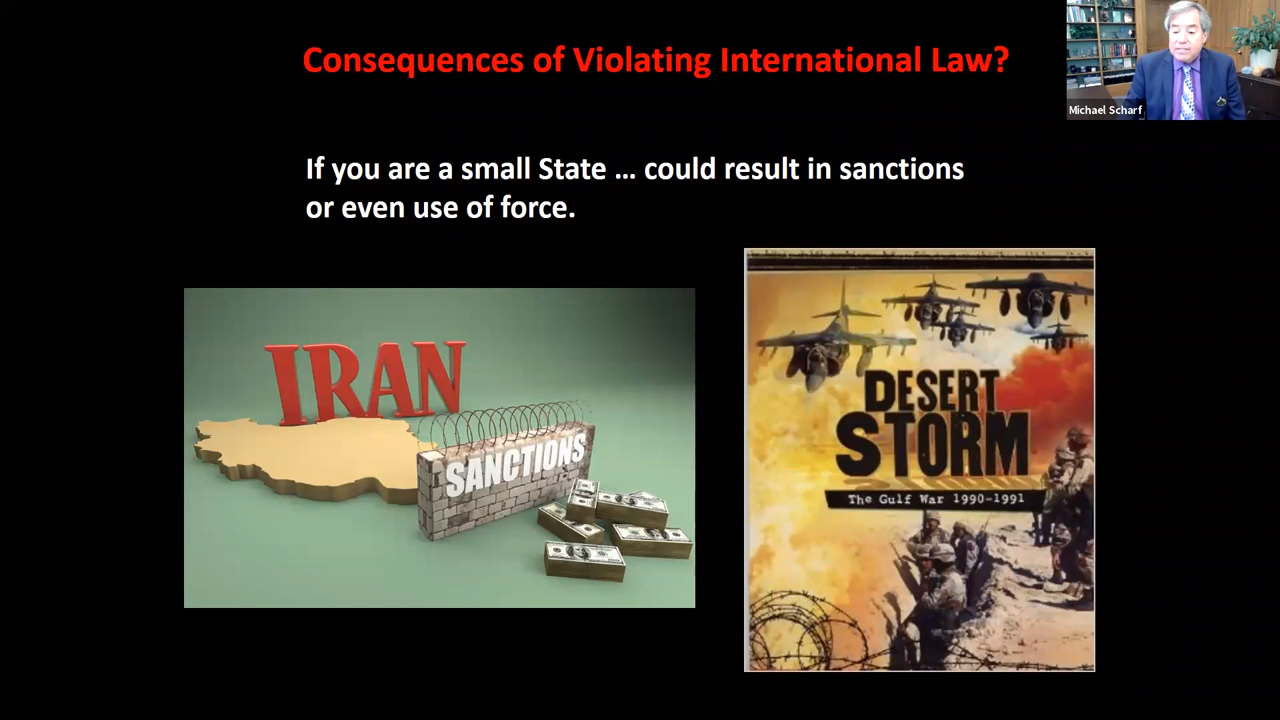 Consequences of Violating International Law?
Michael Scharf
If you are a small State ... could result in sanctions
or even use of force.
IRAN
SANCTIONS
DESERT
STORM
The Gulf War 1990-1991